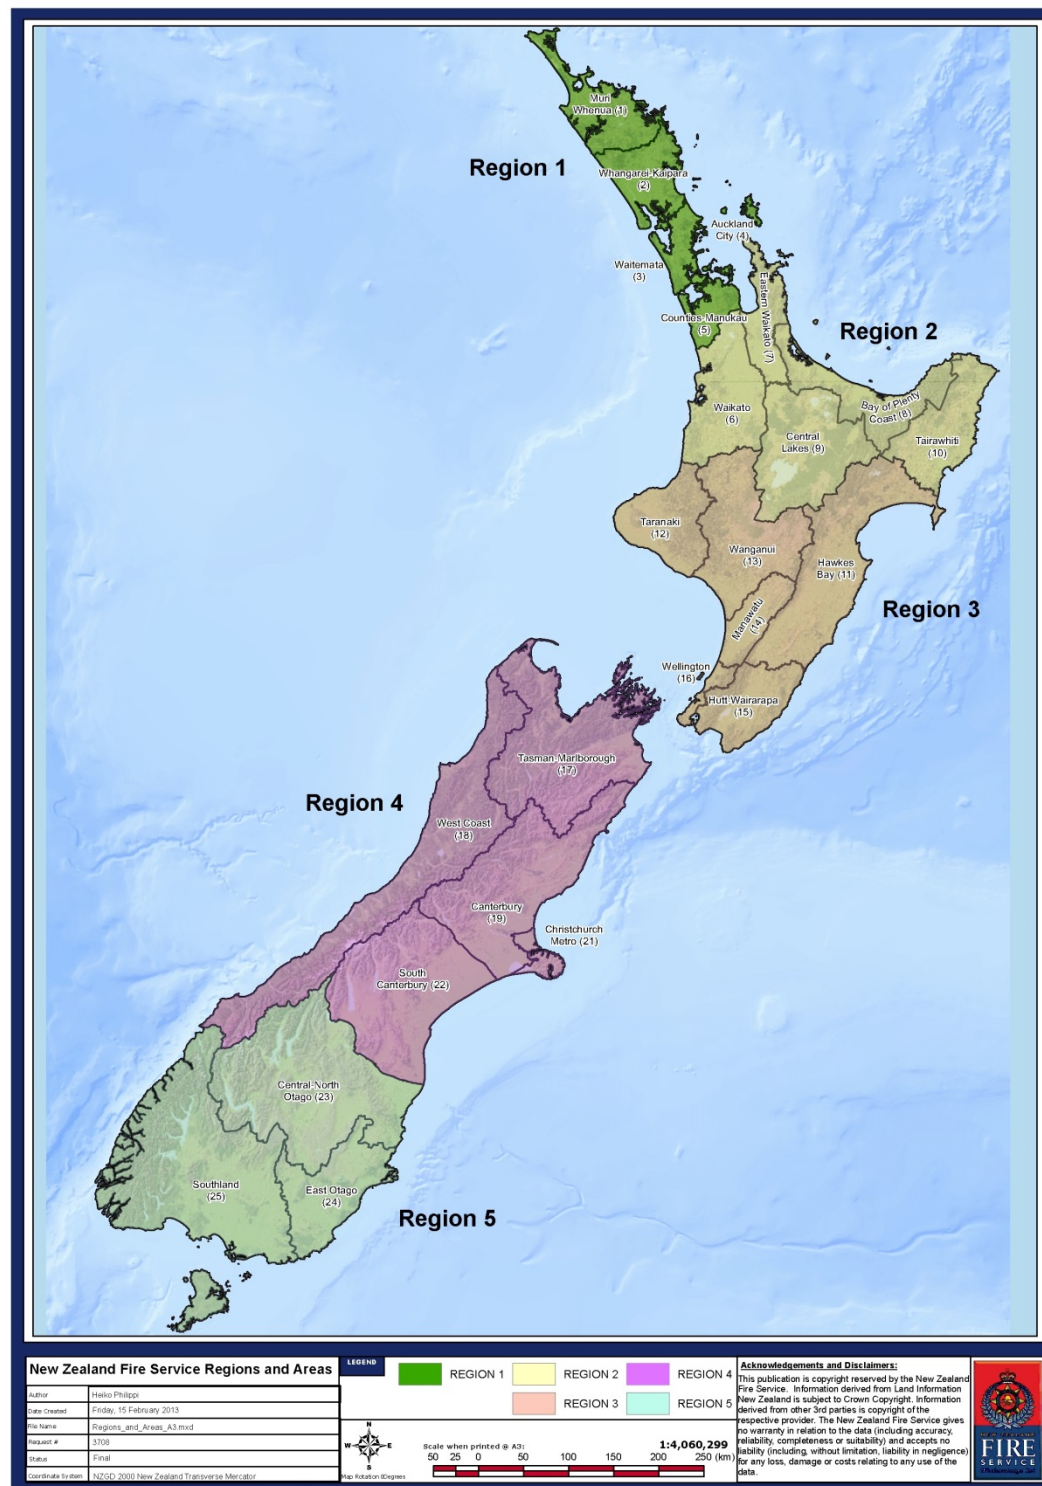 Muri
Whenua (1)
Region 1
Whangarei-Kaipara
(2)
Auckland
City (4)
Waitemata
(3)
Eastern Waikato (7)
Counties-Manukau
(5)
Region 2
Waikato
(6)
Bay of Plenty
Coast (8)
Central
Lakes (9)
Tairawhiti
(10)
Taranaki
(12)
Wanganui
(13)
Hawkes
Bay (11)
Manawatu
(14)
Region 3
Wellington
(16)
Hutt-Wairarapa
(15)
Tasman-Marlborough
(17)
Region 4
West Coast
(18)
Canterbury
(19)
Christchurch
Metro (21)
South
Canterbury (22)
Central-North
Otago (23)
Southland
(25)
East Otago
(24)
Region 5
New Zealand Fire Service Regions and Areas
Author Heiko Philippi
Date Created Friday, 15 February 2013
File Name Regions_and_Areas_A3.mxd
Request # 3708
Status Final
Coordinate System NZGD 2000 New Zealand Transverse Mercator
LEGEND
REGION 1 REGION 2 REGION 4
REGION 3 REGION 5
N
W E
S
Map Rotation 0Degrees
Scale when printed @ A3: 1:4,060,299
50 25 0 50 100 150 200 250 (km)
Acknowledgements and Disclaimers:
This publication is copyright reserved by the New Zealand
Fire Service. Information derived from Land Information
New Zealand is subject to Crown Copyright. Information
derived from other 3rd parties is copyright of the
respective provider. The New Zealand Fire Service gives
no warranty in relation to the data (including accuracy,
reliability, completeness or suitability) and accepts no
liability (including, without limitation, liability in negligence)
for any loss, damage or costs relating to any use of the
data.
NEW ZEALAND
FIRE
SERVICE